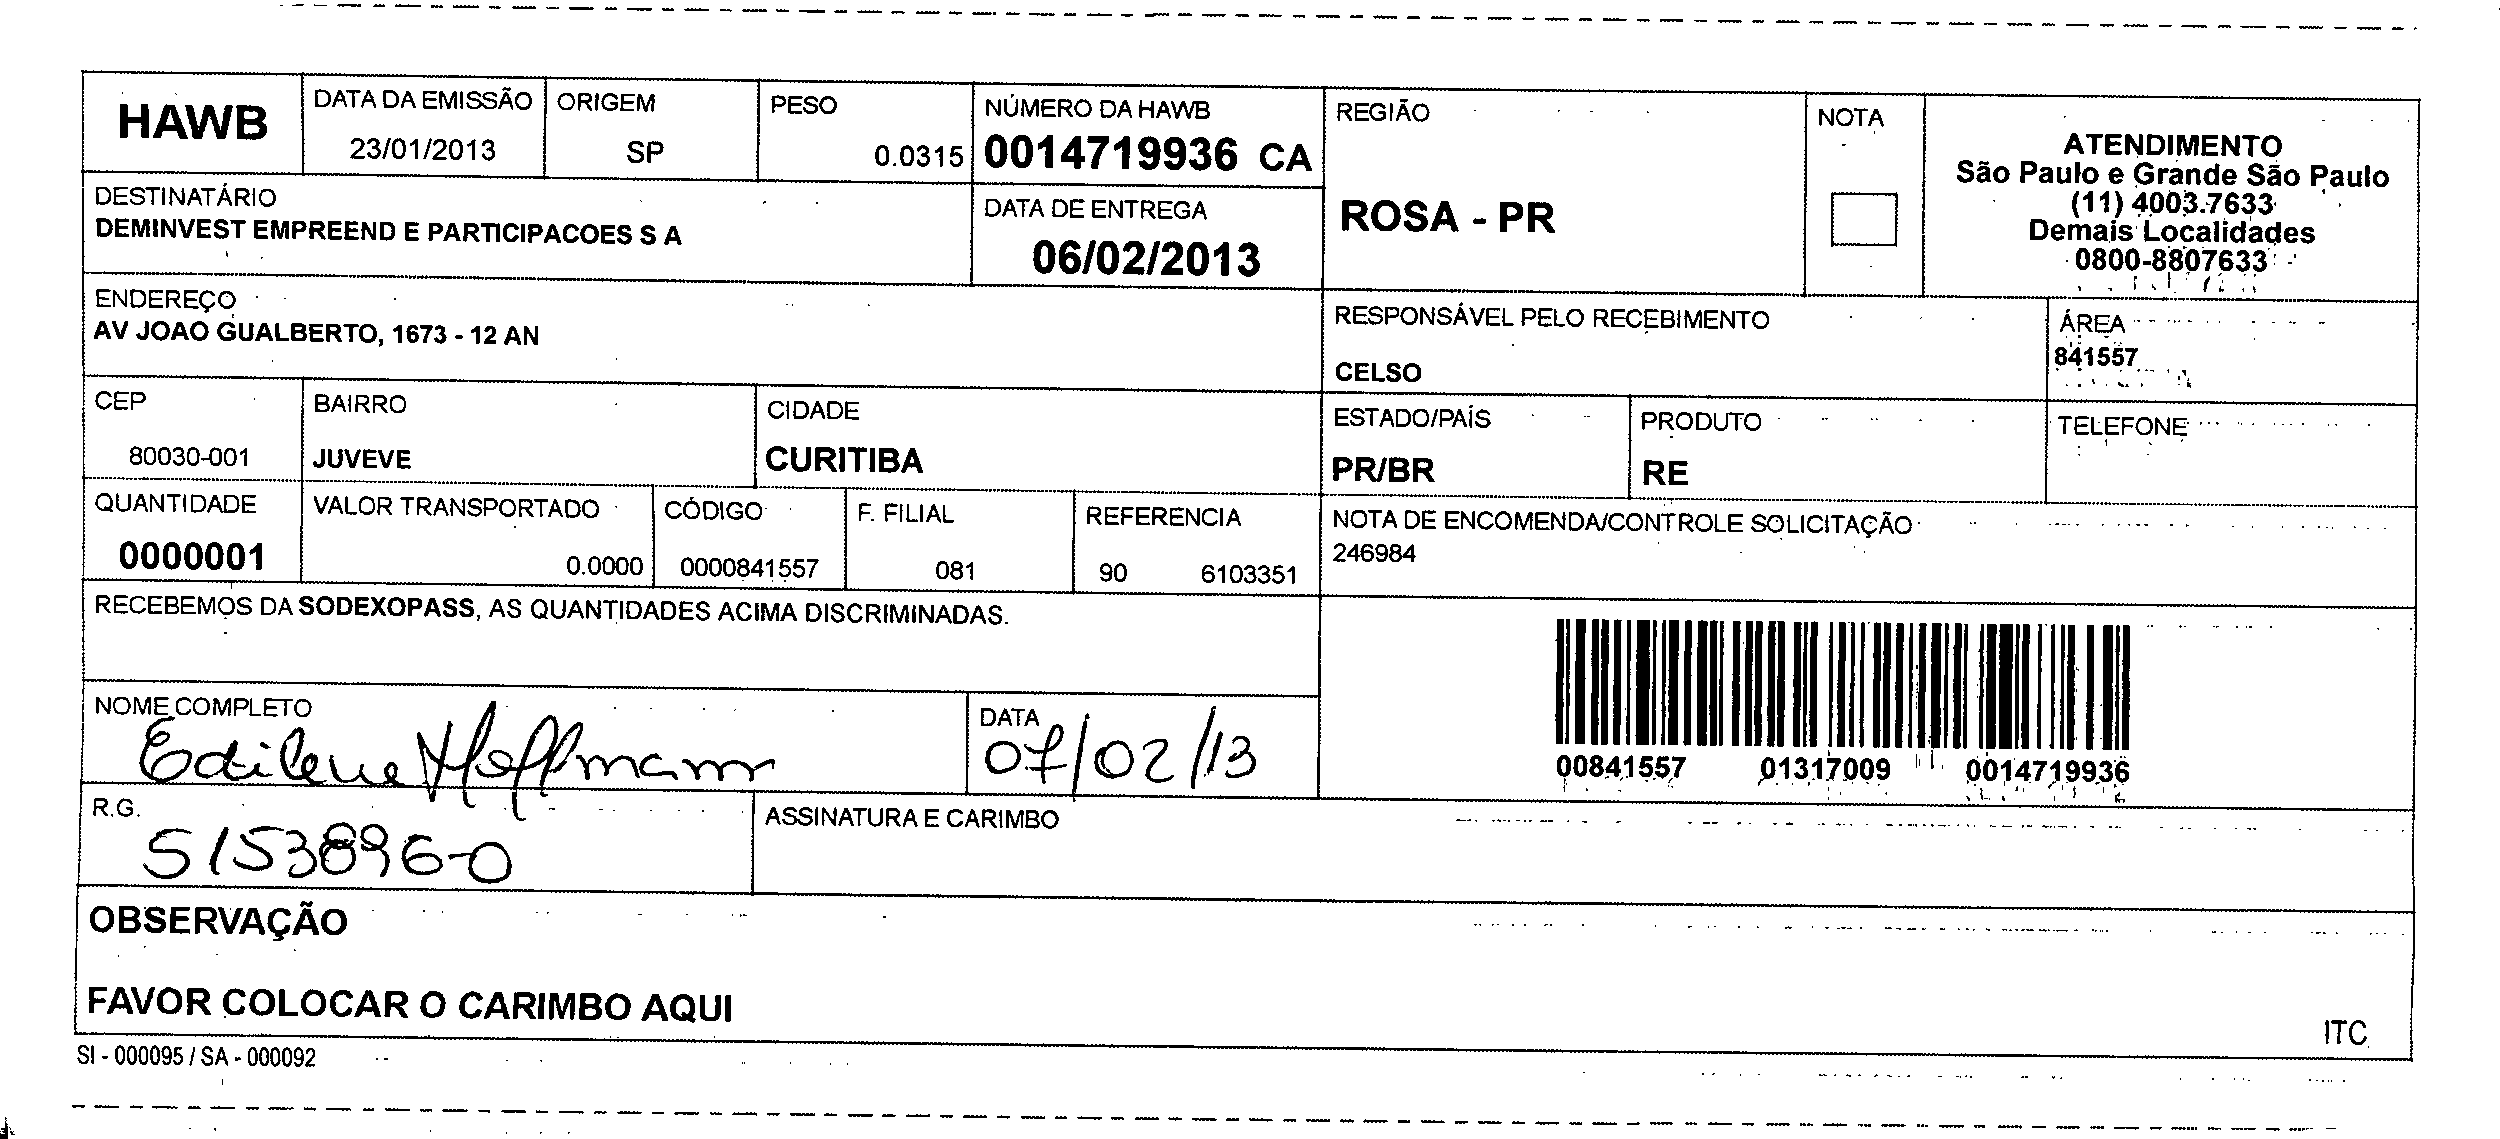 HAWB
DATA DA EMISSÃO
23/01/2013
ORIGEM
SP
PESO
0.0315
NÚMERO DA HAWB
0014719936 CA
REGIÃO
ROSA - PR
NOTA
ATENDIMENTO
São Paulo e Grande São Paulo
(11) 4003.7633
Demais Localidades
0800-8807633
DESTINATÁRIO
DEMINVEST EMPREEND E PARTICIPACOES S A
DATA DE ENTREGA
06/02/2013
ENDEREÇO
AV JOAO GUALBERTO, 1673 - 12 AN
RESPONSÁVEL PELO RECEBIMENTO
CELSO
ÁREA
841557
CEP
80030-001
BAIRRO
JUVEVE
CIDADE
CURITIBA
ESTADO/PAÍS
PR/BR
PRODUTO
RE
TELEFONE
QUANTIDADE
0000001
VALOR TRANSPORTADO
0.0000
CÓDIGO
0000841557
F. FILIAL
081
REFERENCIA
90 6103351
NOTA DE ENCOMENDA/CONTROLE SOLICITAÇÃO
246984
RECEBEMOS DA SODEXOPASS, AS QUANTIDADES ACIMA DISCRIMINADAS.
00841557 01317009 0014719936
NOME COMPLETO
Edilene Hoffmann
DATA
07/02/13
R.G.
5153896-0
ASSINATURA E CARIMBO
OBSERVAÇÃO
FAVOR COLOCAR O CARIMBO AQUI
ITC
SI - 000095 / SA - 000092